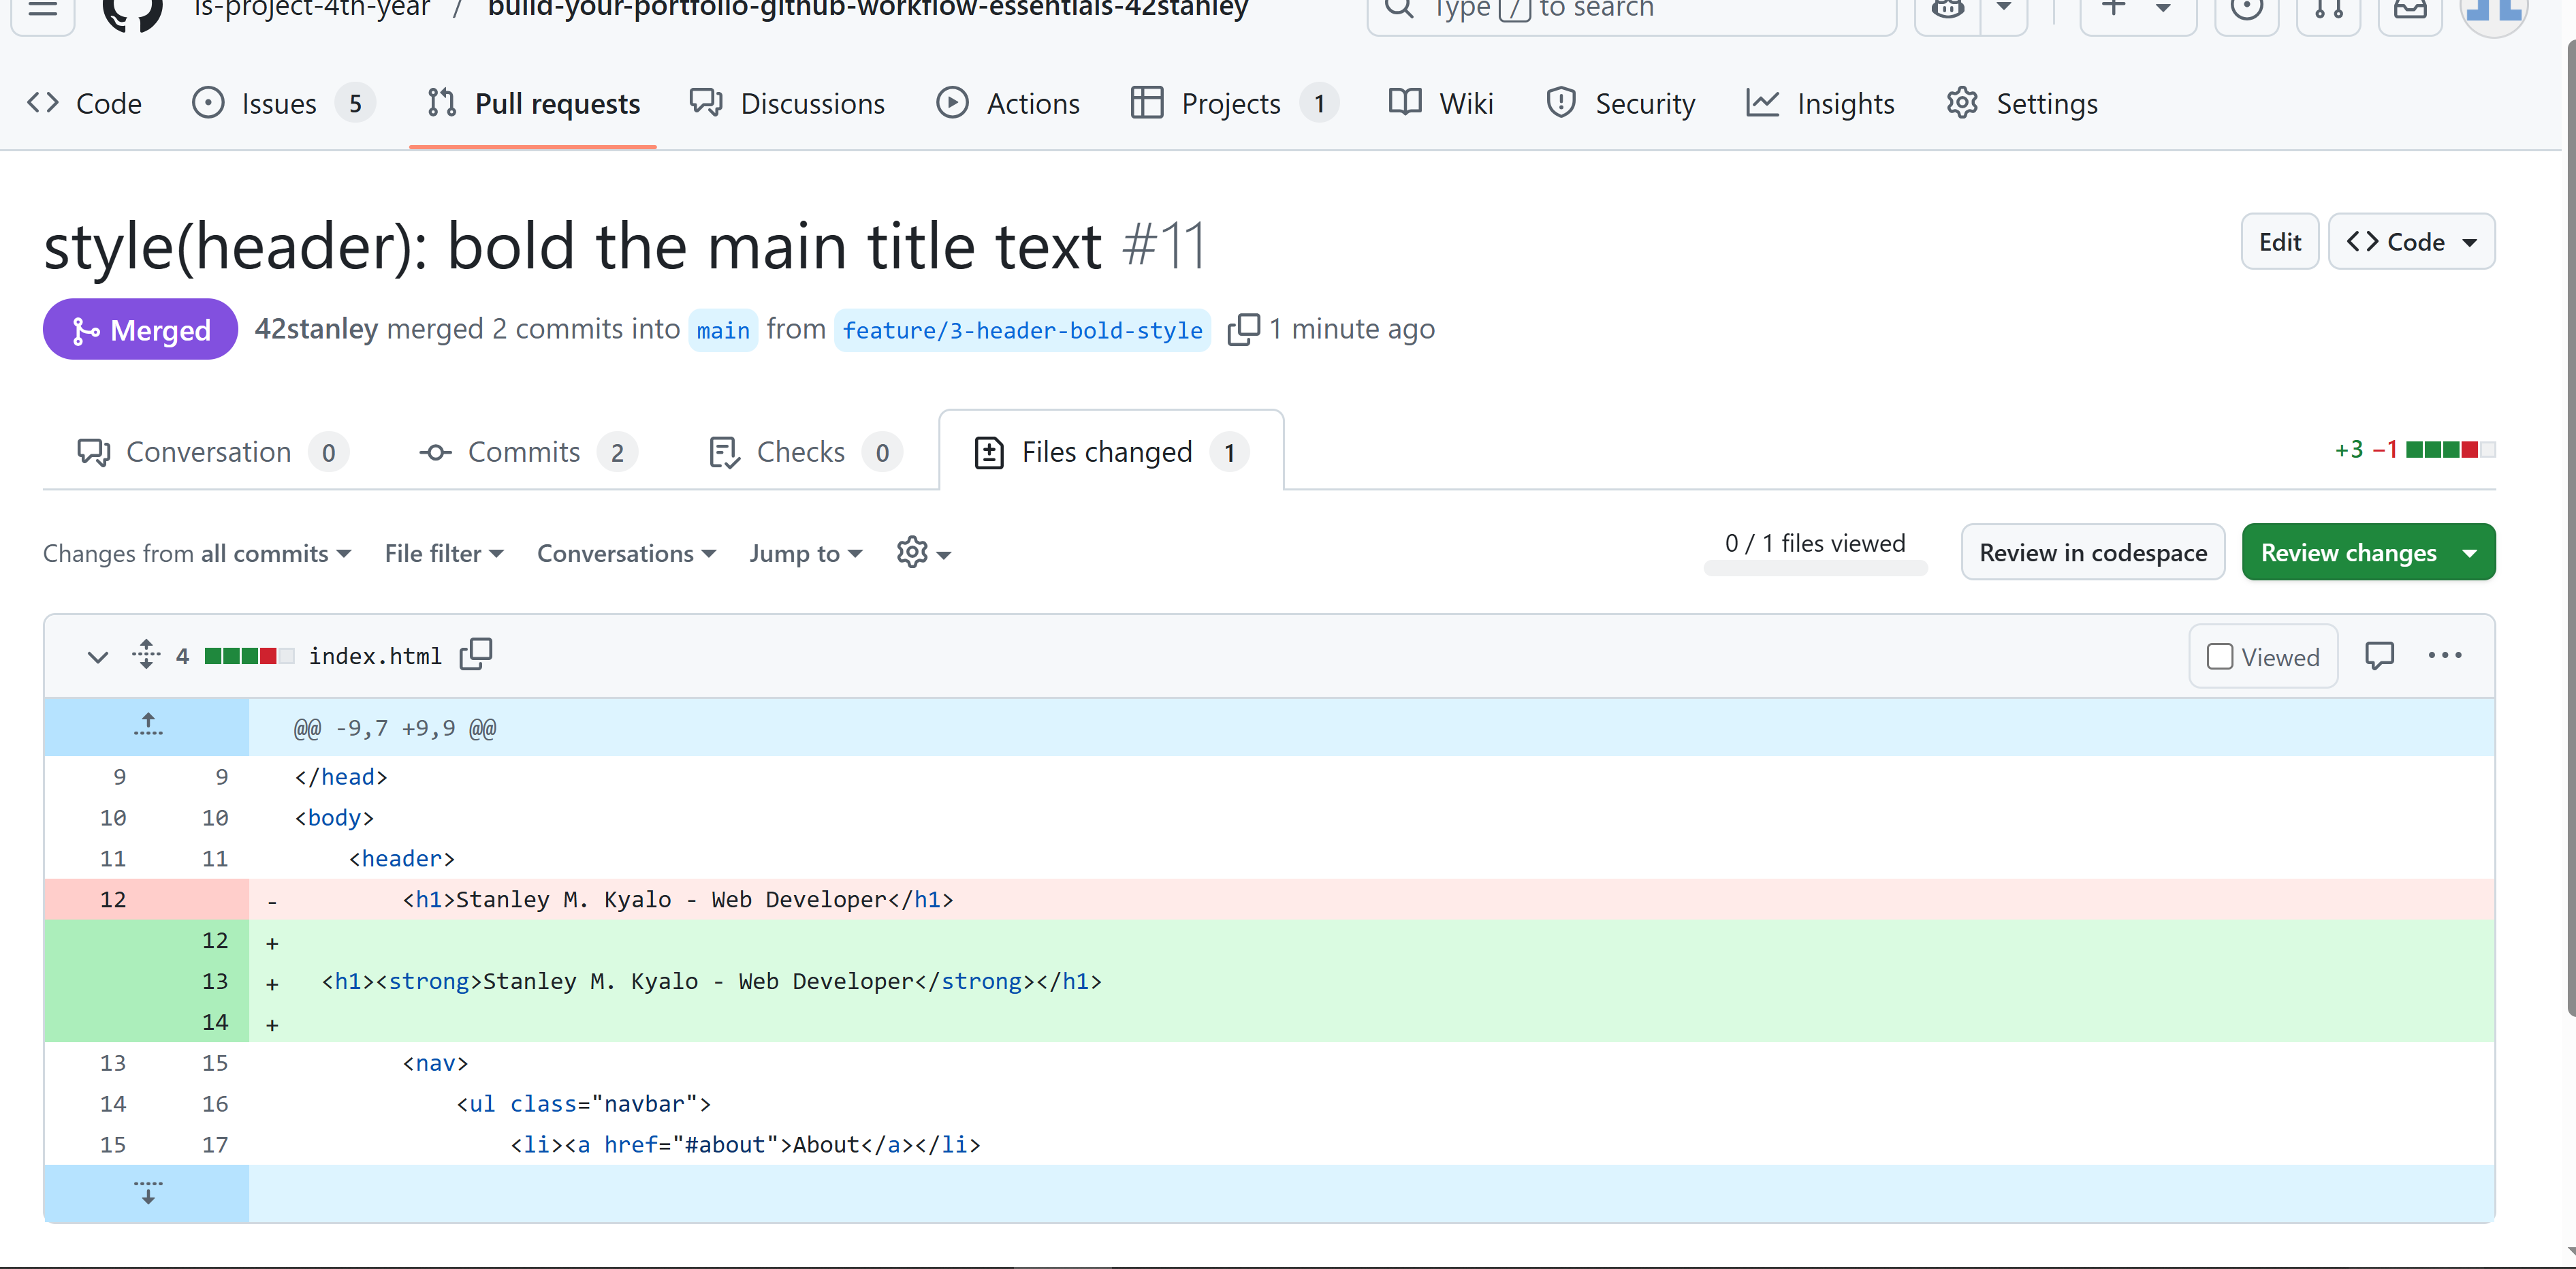 is-project-4th-year / build-your-portfolio-github-workflow-essentials-42stanley
Type / to search
Code Issues 5 Pull requests Discussions Actions Projects 1 Wiki Security Insights Settings
style(header): bold the main title text #11
Edit <> Code
Merged 42stanley merged 2 commits into main from feature/3-header-bold-style 1 minute ago
Conversation 0 Commits 2 Checks 0 Files changed 1 +3 −1
Changes from all commits File filter Conversations Jump to 0 / 1 files viewed Review in codespace Review changes
4 index.html Viewed
@@ -9,7 +9,9 @@
9 9 </head>
10 10 <body>
11 11 <header>
12 - <h1>Stanley M. Kyalo - Web Developer</h1>
12 +
13 + <h1><strong>Stanley M. Kyalo - Web Developer</strong></h1>
14 +
13 15 <nav>
14 16 <ul class="navbar">
15 17 <li><a href="#about">About</a></li>